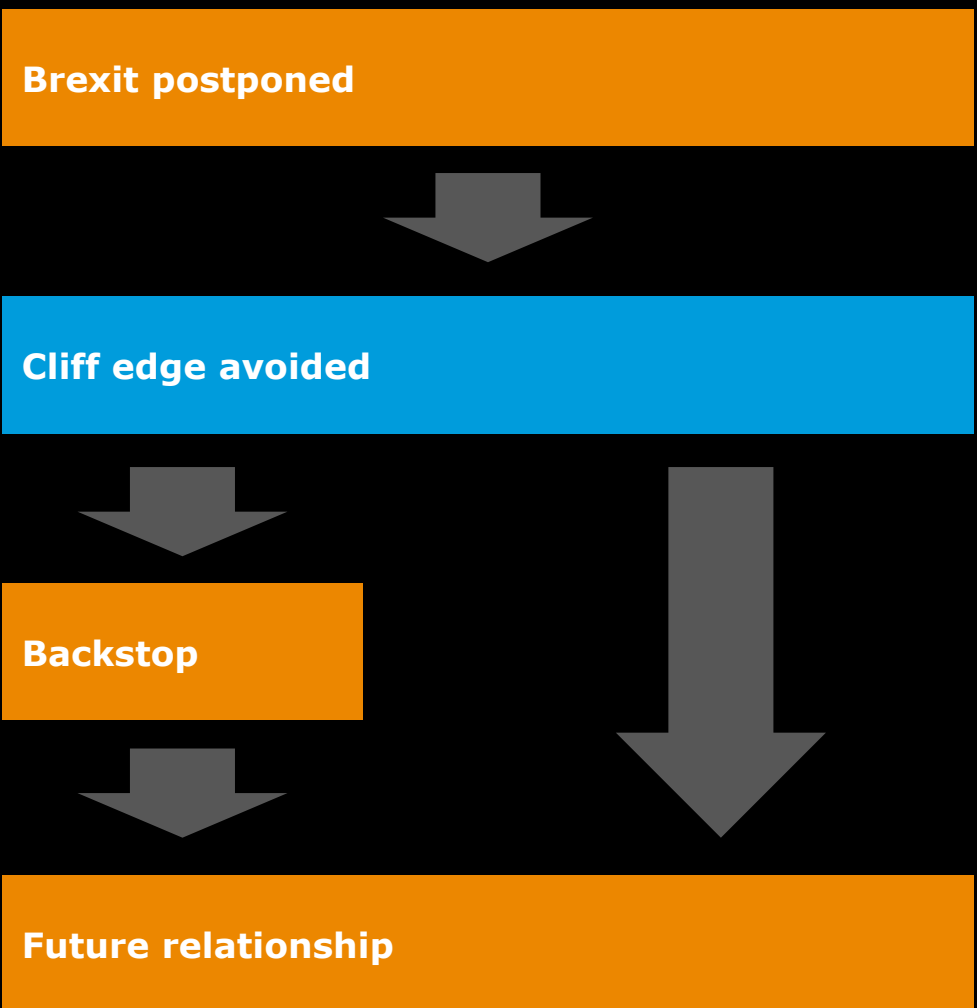 Brexit postponed
Cliff edge avoided
Backstop
Future relationship